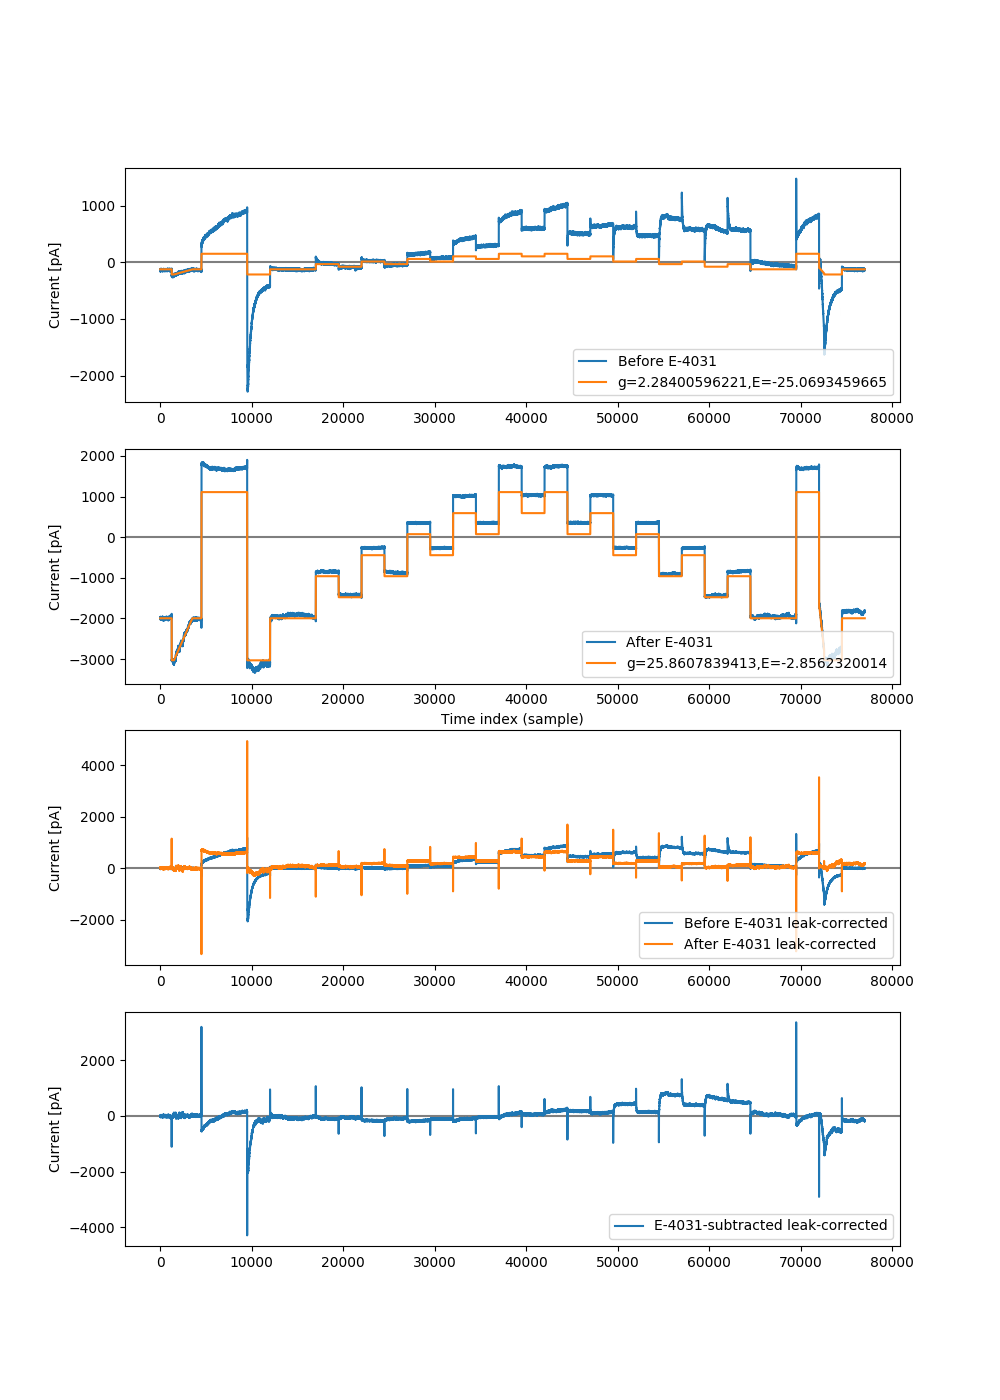 1000
0
−1000
−2000
Current [pA]
Before E-4031
g=2.28400596221,E=-25.0693459665
0 10000 20000 30000 40000 50000 60000 70000 80000
2000
1000
0
−1000
−2000
−3000
Current [pA]
After E-4031
g=25.8607839413,E=-2.8562320014
0 10000 20000 30000 40000 50000 60000 70000 80000
Time index (sample)
4000
2000
0
−2000
Current [pA]
Before E-4031 leak-corrected
After E-4031 leak-corrected
0 10000 20000 30000 40000 50000 60000 70000 80000
2000
0
−2000
−4000
Current [pA]
E-4031-subtracted leak-corrected
0 10000 20000 30000 40000 50000 60000 70000 80000